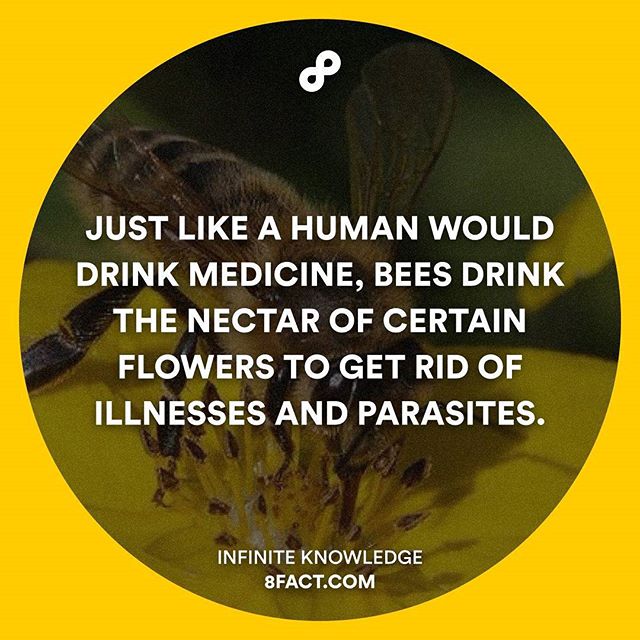 JUST LIKE A HUMAN WOULD
DRINK MEDICINE, BEES DRINK
THE NECTAR OF CERTAIN
FLOWERS TO GET RID OF
ILLNESSES AND PARASITES.
INFINITE KNOWLEDGE
8FACT.COM